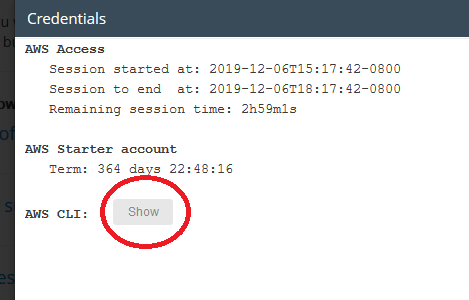 Credentials
AWS Access
Session started at: 2019-12-06T15:17:42-0800
Session to end at: 2019-12-06T18:17:42-0800
Remaining session time: 2h59m1s
AWS Starter account
Term: 364 days 22:48:16
AWS CLI: Show